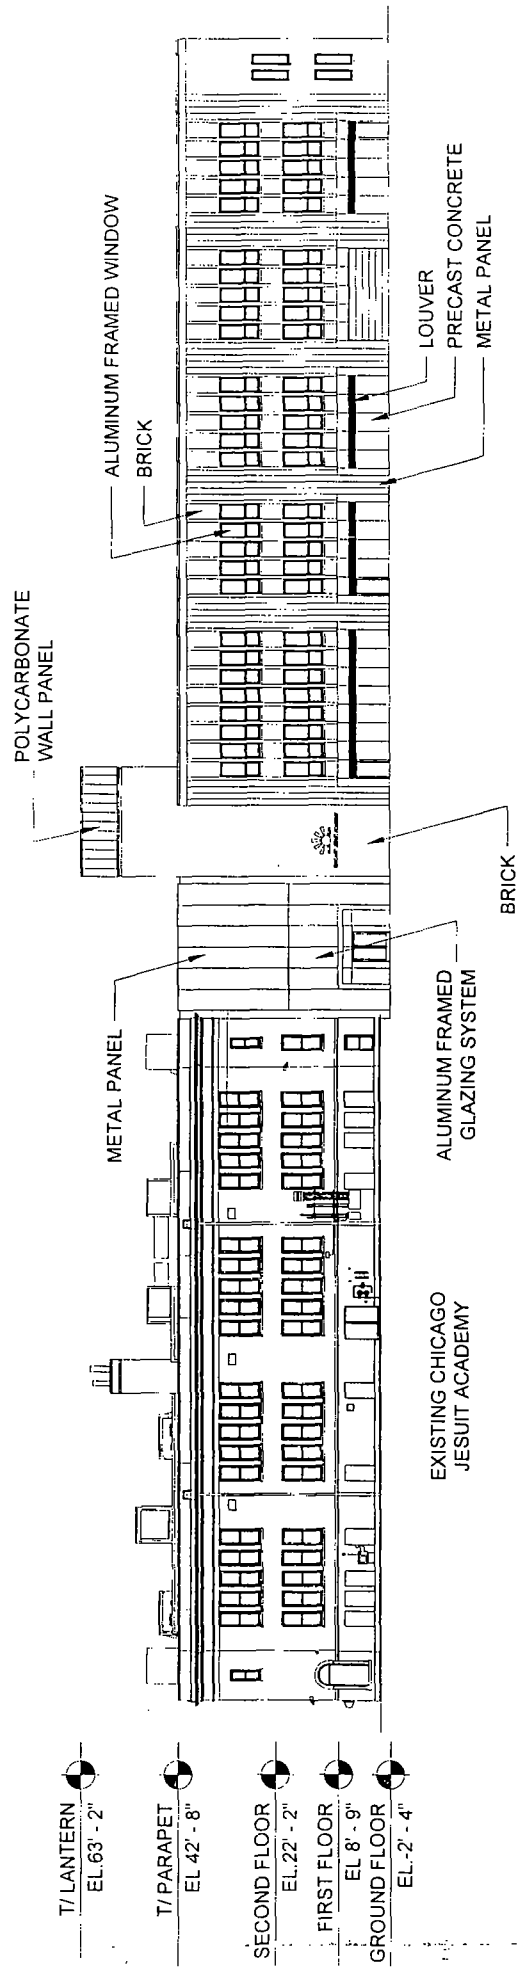 T/ LANTERN
EL.63' - 2"
T/ PARAPET
EL 42' - 8"
SECOND FLOOR
EL.22' - 2"
FIRST FLOOR
EL 8' - 9"
GROUND FLOOR
EL.-2' - 4"
METAL PANEL
POLYCARBONATE
WALL PANEL
ALUMINUM FRAMED WINDOW
BRICK
EXISTING CHICAGO
JESUIT ACADEMY
ALUMINUM FRAMED
GLAZING SYSTEM
BRICK
LOUVER
PRECAST CONCRETE
METAL PANEL